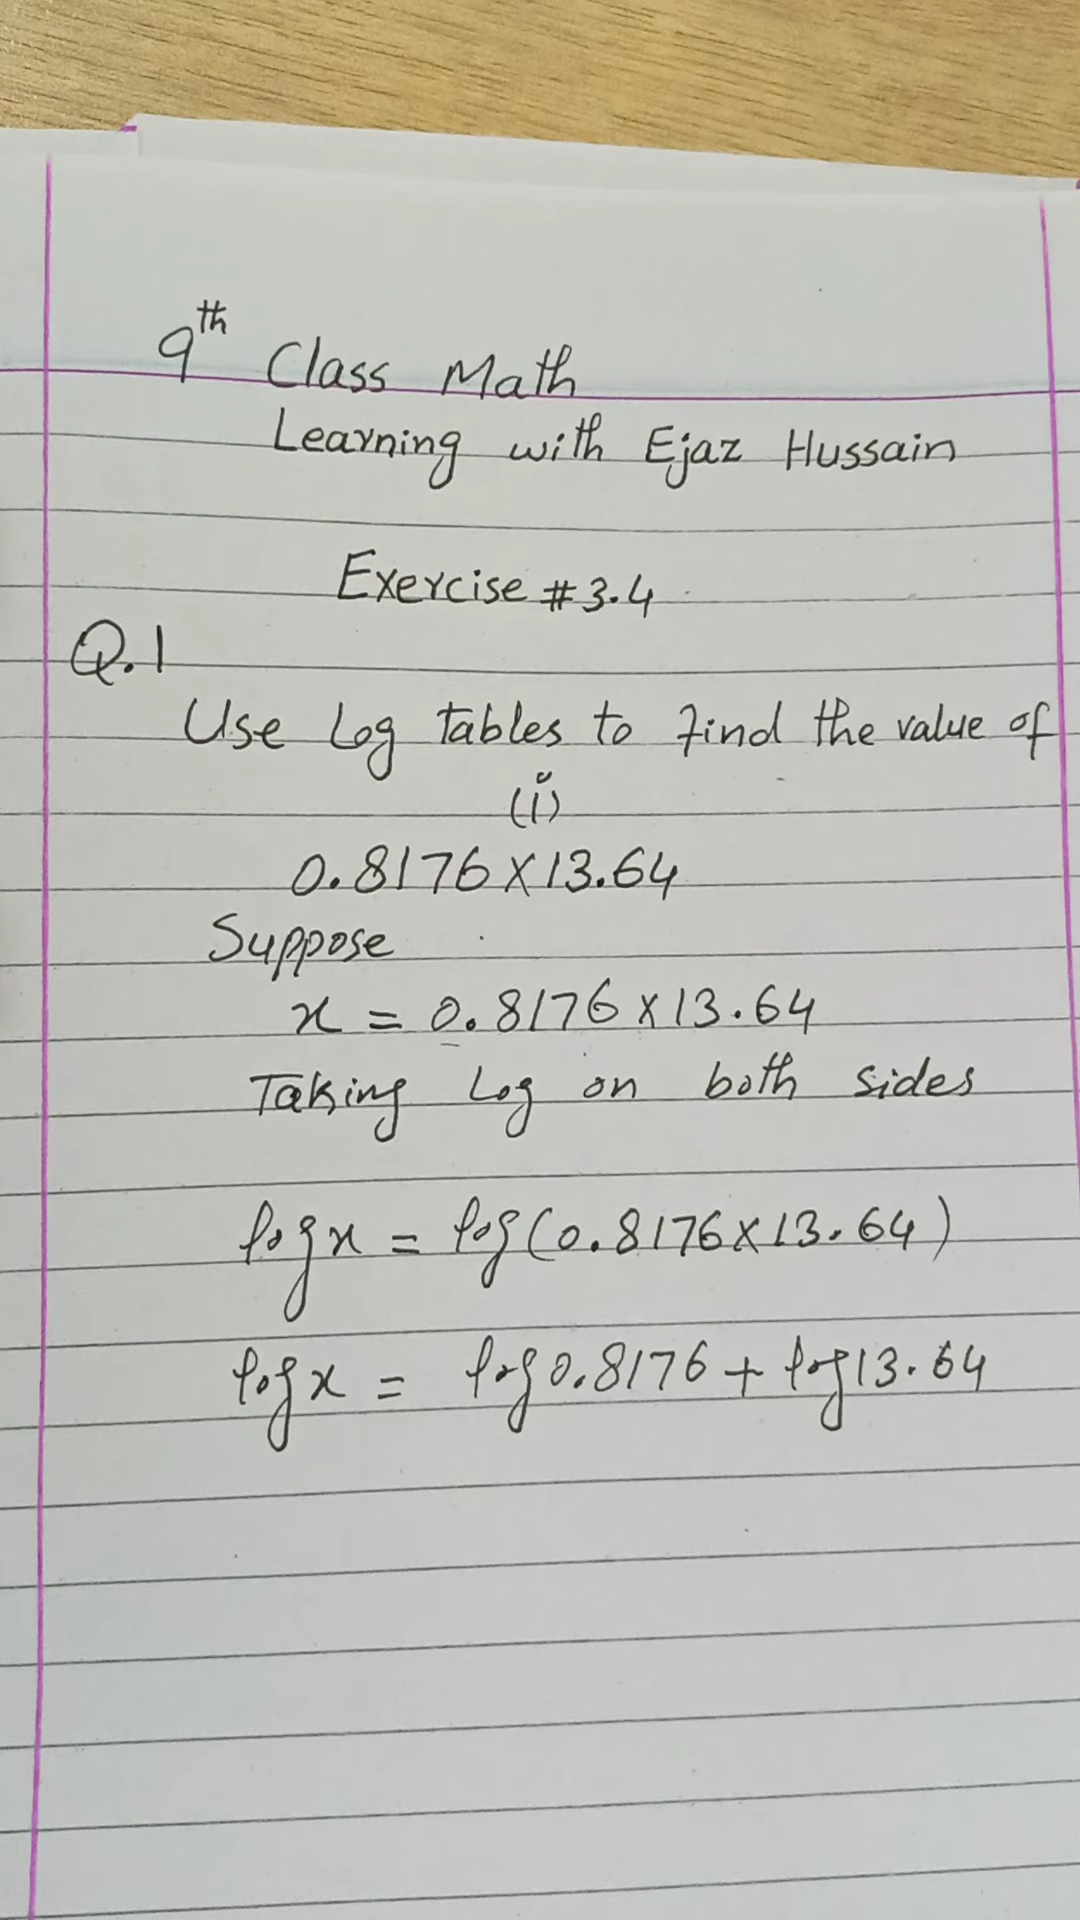 9th Class Math
Learning with Ejaz Hussain
Exercise #3.4
Q.1
Use Log tables to find the value of
(i)
0.8176×13.64
Suppose
x = 0.8176×13.64
Taking Log on both sides
log x = log(0.8176×13.64)
log x = log 0.8176 + log 13.64